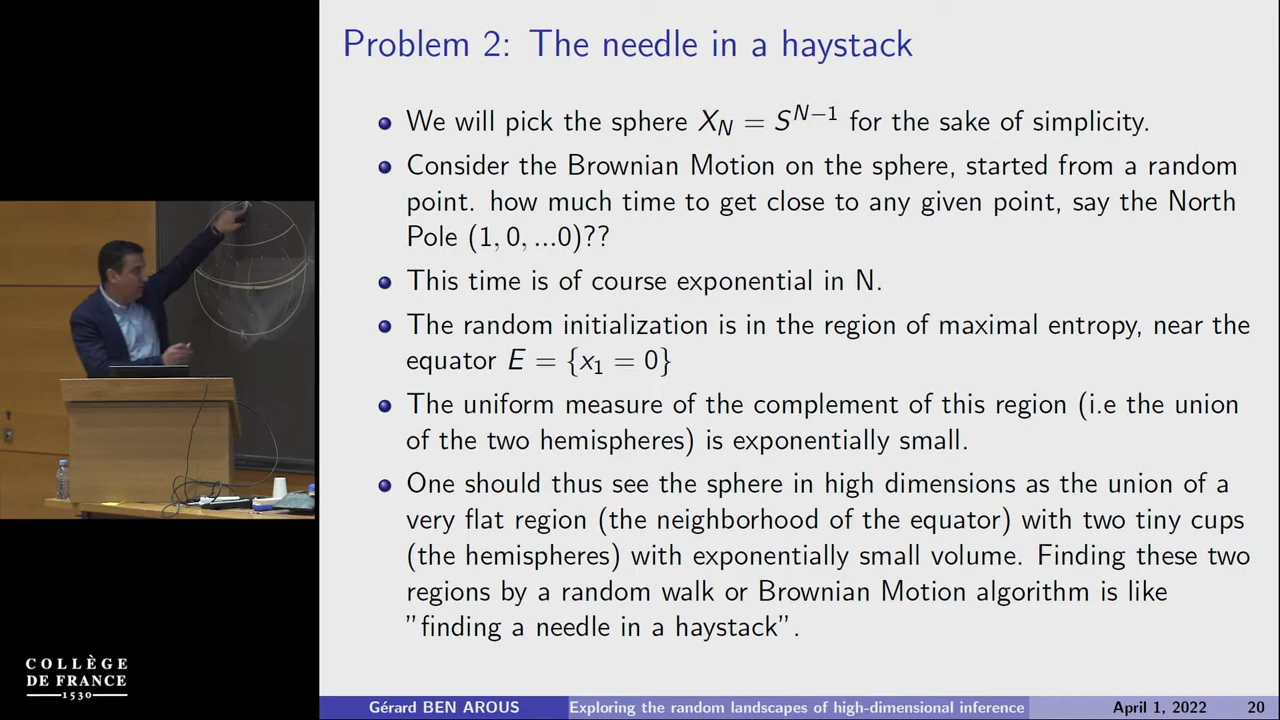 Problem 2: The needle in a haystack
We will pick the sphere X_N = S^{N−1} for the sake of simplicity.
Consider the Brownian Motion on the sphere, started from a random
point. how much time to get close to any given point, say the North
Pole (1, 0, ...0)??
This time is of course exponential in N.
The random initialization is in the region of maximal entropy, near the
equator E = {x_1 = 0}
The uniform measure of the complement of this region (i.e the union
of the two hemispheres) is exponentially small.
One should thus see the sphere in high dimensions as the union of a
very flat region (the neighborhood of the equator) with two tiny cups
(the hemispheres) with exponentially small volume. Finding these two
regions by a random walk or Brownian Motion algorithm is like
”finding a needle in a haystack”.
COLLÈGE
DE FRANCE
1530
Gérard BEN AROUS Exploring the random landscapes of high-dimensional inference April 1, 2022 20